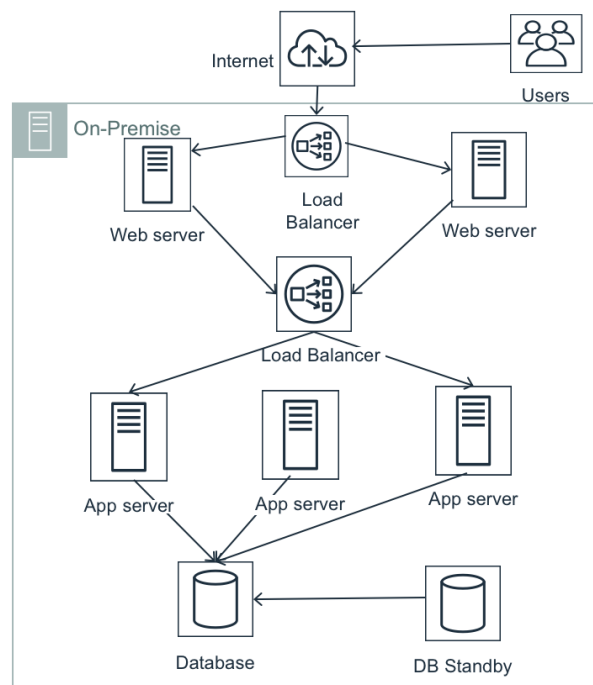 Internet
Users
On-Premise
Load
Balancer
Web server
Web server
Load Balancer
App server
App server
App server
Database
DB Standby